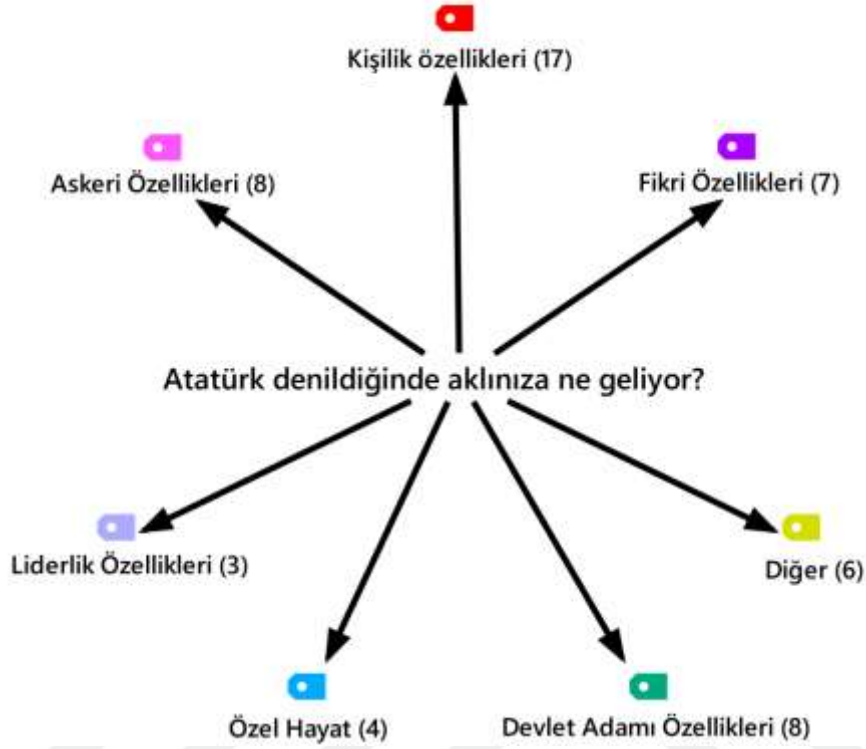 Kişilik özellikleri (17)
Askeri Özellikleri (8)
Fikri Özellikleri (7)
Atatürk denildiğinde aklınıza ne geliyor?
Liderlik Özellikleri (3)
Diğer (6)
Özel Hayat (4)
Devlet Adamı Özellikleri (8)